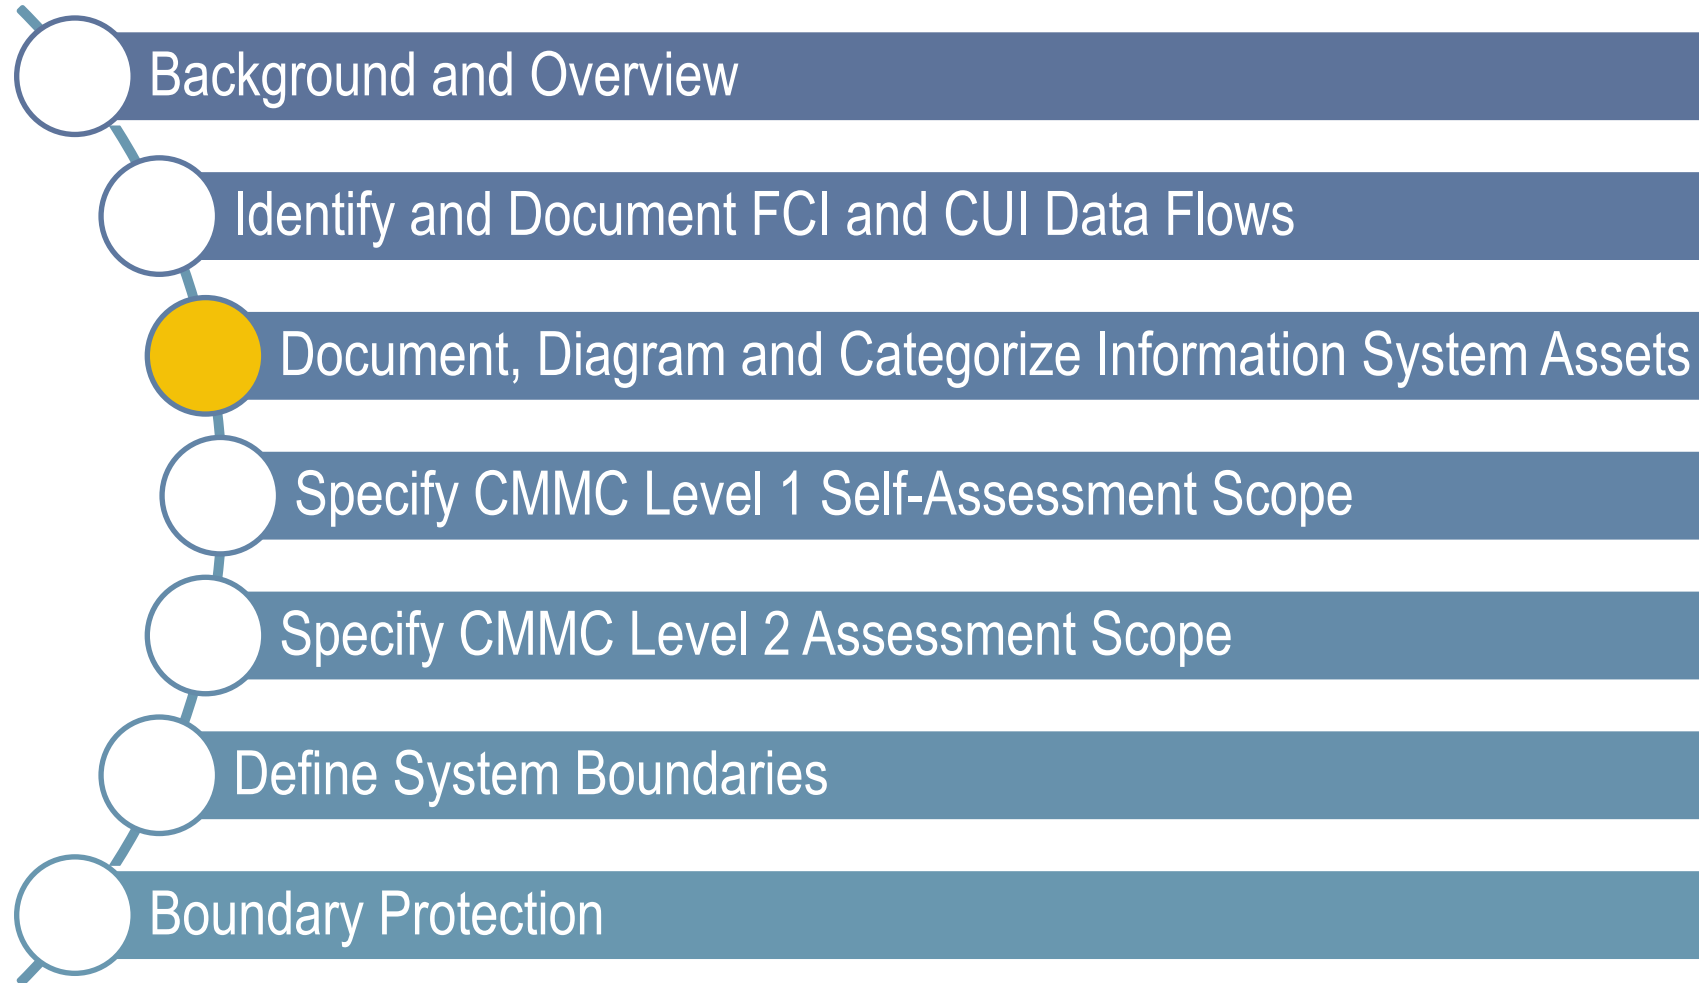 Background and Overview
Identify and Document FCI and CUI Data Flows
Document, Diagram and Categorize Information System Assets
Specify CMMC Level 1 Self-Assessment Scope
Specify CMMC Level 2 Assessment Scope
Define System Boundaries
Boundary Protection